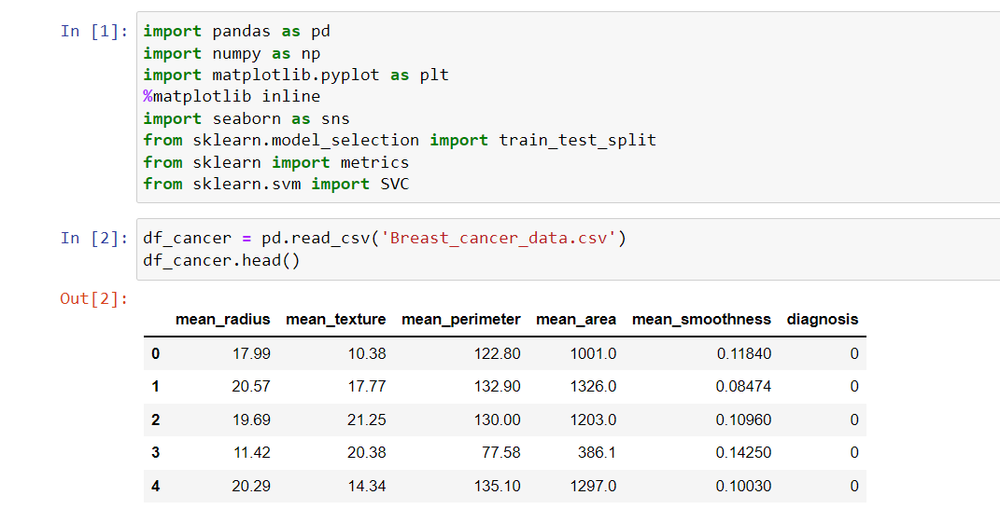 In [1]: import pandas as pd
import numpy as np
import matplotlib.pyplot as plt
%matplotlib inline
import seaborn as sns
from sklearn.model_selection import train_test_split
from sklearn import metrics
from sklearn.svm import SVC
In [2]: df_cancer = pd.read_csv('Breast_cancer_data.csv')
df_cancer.head()
Out[2]:
mean_radius mean_texture mean_perimeter mean_area mean_smoothness diagnosis
0 17.99 10.38 122.80 1001.0 0.11840 0
1 20.57 17.77 132.90 1326.0 0.08474 0
2 19.69 21.25 130.00 1203.0 0.10960 0
3 11.42 20.38 77.58 386.1 0.14250 0
4 20.29 14.34 135.10 1297.0 0.10030 0